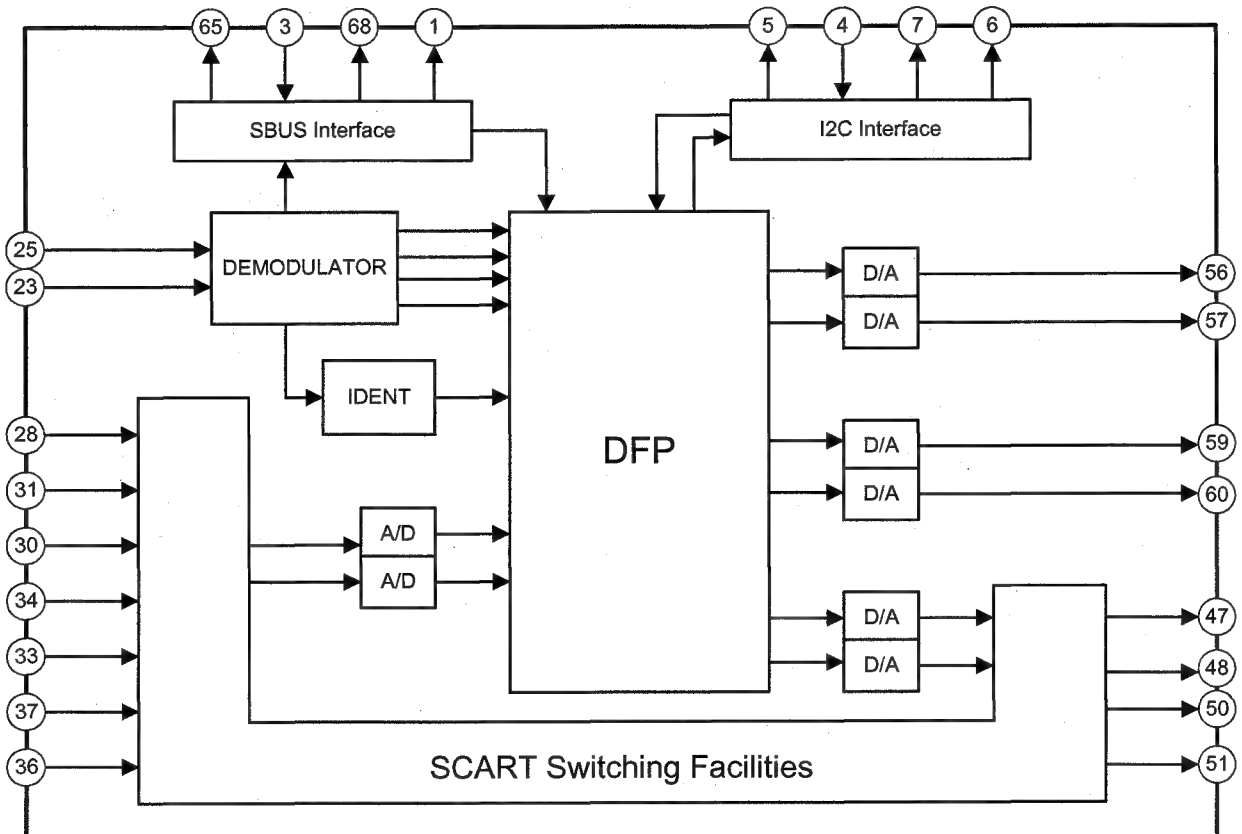 65 3 68 1 5 4 7 6
SBUS Interface
I2C Interface
25
23
DEMODULATOR
D/A
56
D/A
57
IDENT
28
D/A
59
31
DFP
D/A
60
30
A/D
A/D
34
D/A
47
33
D/A
48
37
50
36
SCART Switching Facilities
51